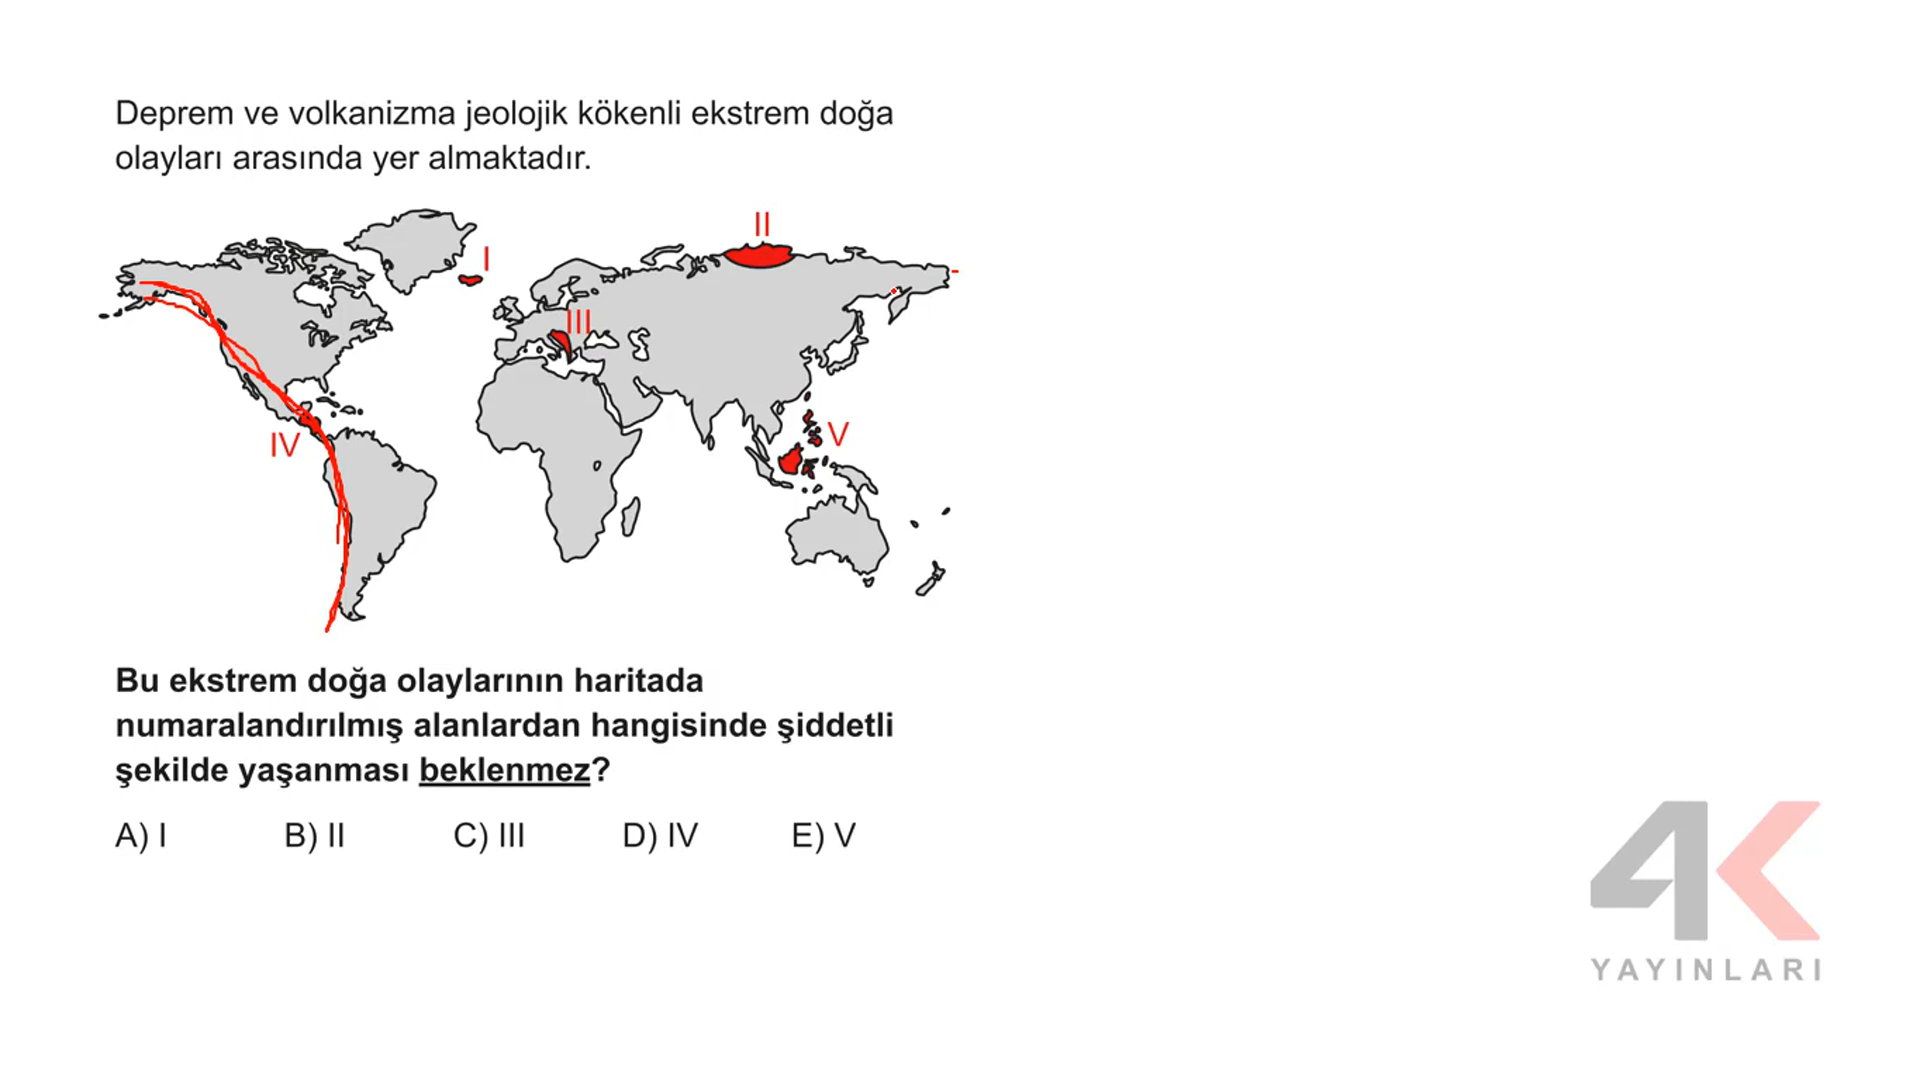 Deprem ve volkanizma jeolojik kökenli ekstrem doğa
olayları arasında yer almaktadır.
I
II
III
IV
V
Bu ekstrem doğa olaylarının haritada
numaralandırılmış alanlardan hangisinde şiddetli
şekilde yaşanması beklenmez?
A) I B) II C) III D) IV E) V
4K
YAYINLARI